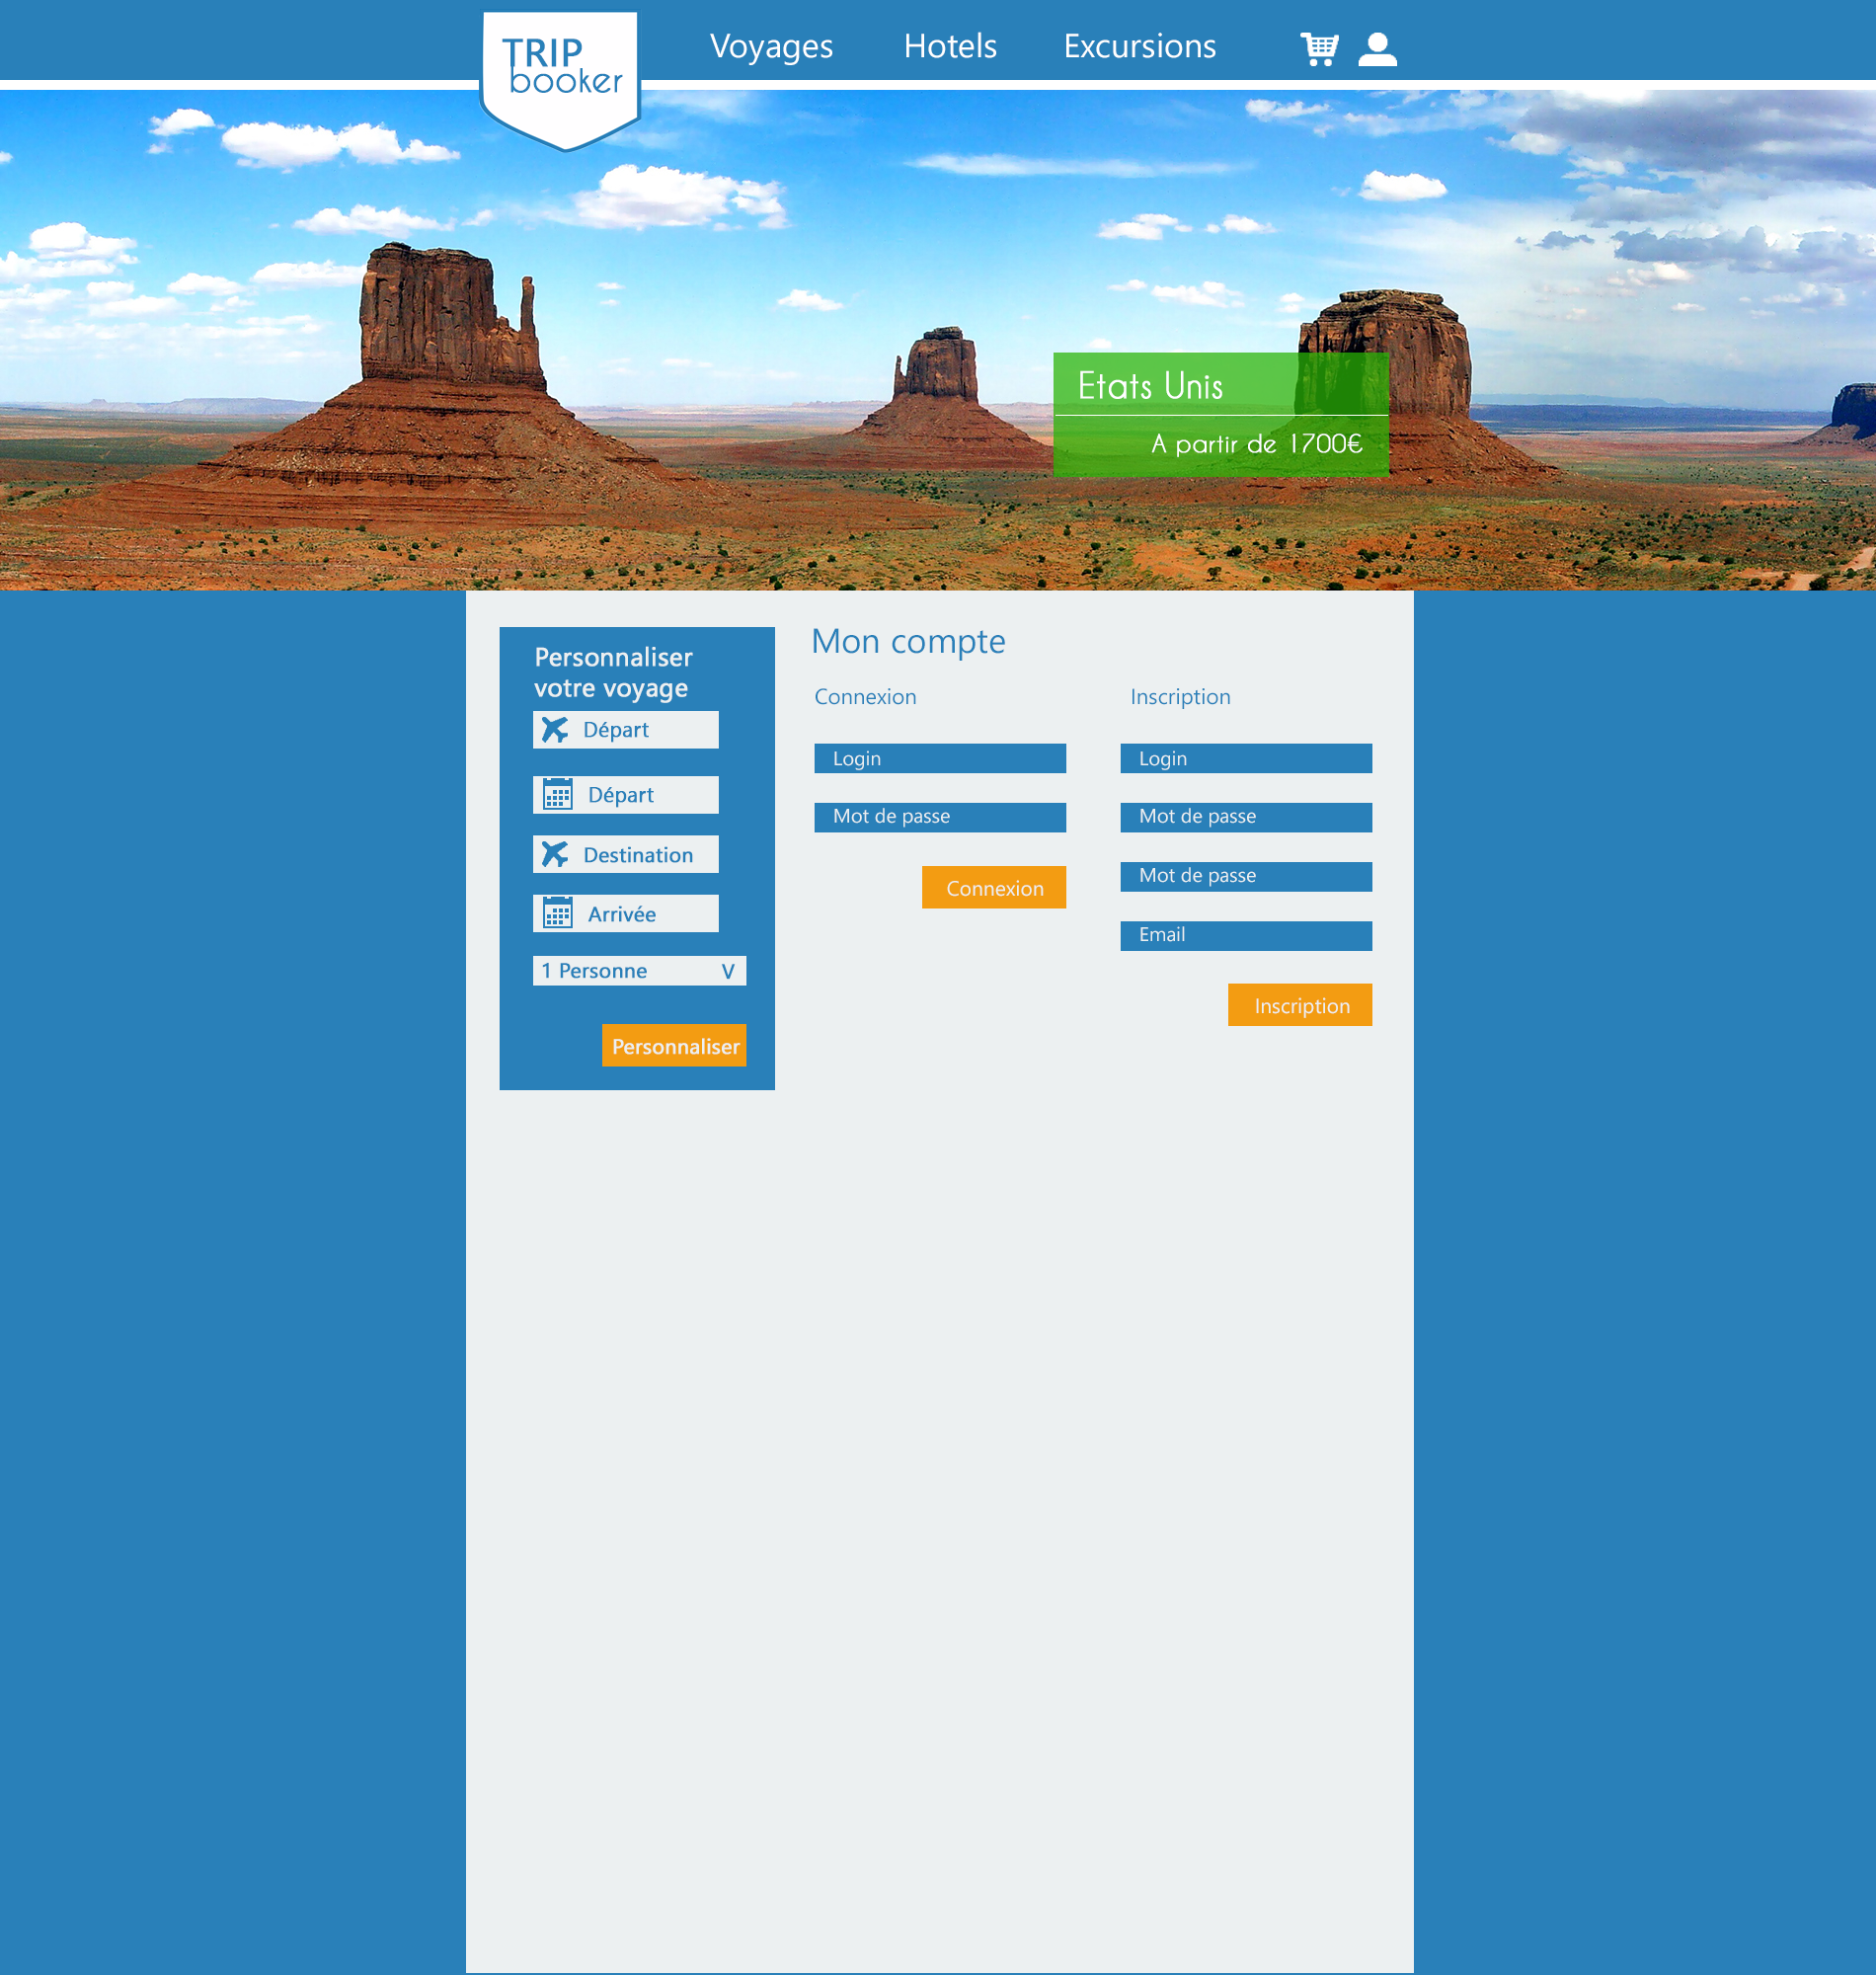 TRIP
booker
Voyages
Hotels
Excursions
Etats Unis
A partir de 1700€
Personnaliser
votre voyage
Départ
Départ
Destination
Arrivée
1 Personne V
Personnaliser
Mon compte
Connexion
Login
Mot de passe
Connexion
Inscription
Login
Mot de passe
Mot de passe
Email
Inscription